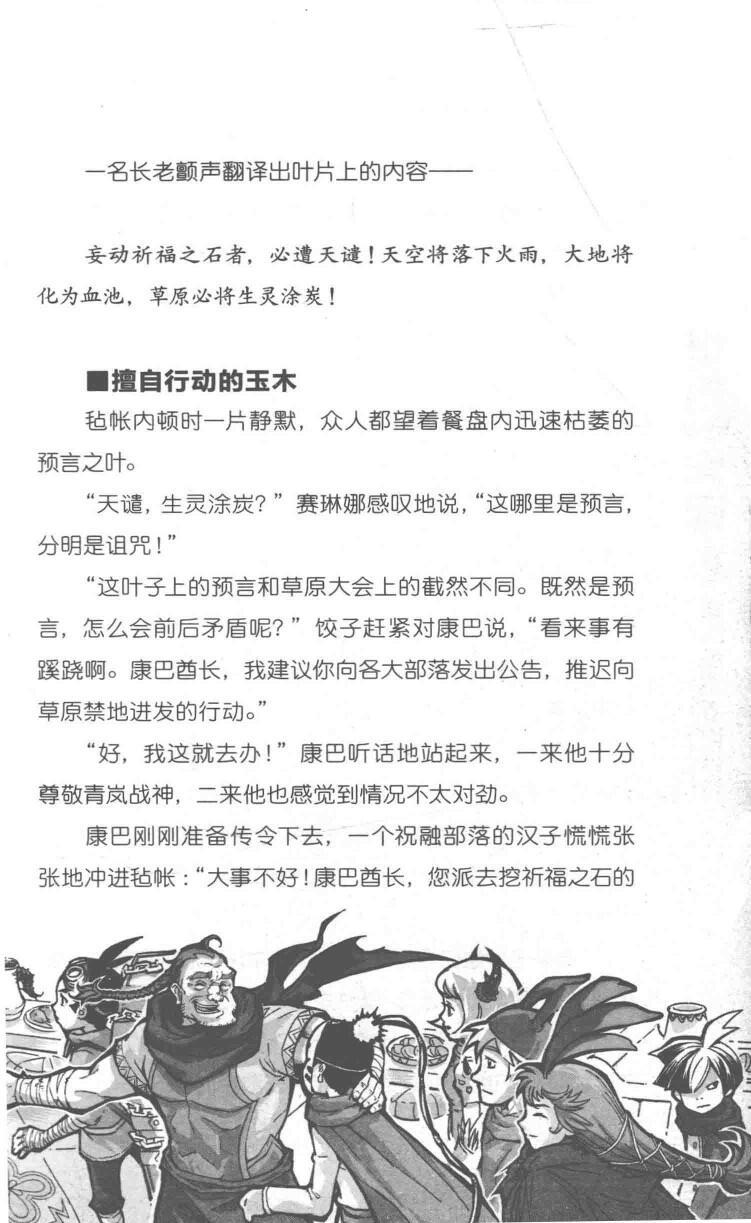 一名长老颤声翻译出叶片上的内容——
妄动祈福之石者，必遭天谴！天空将落下火雨，大地将
化为血池，草原必将生灵涂炭！
■擅自行动的玉木
毡帐内顿时一片静默，众人都望着餐盘内迅速枯萎的
预言之叶。
“天谴，生灵涂炭？”赛琳娜感叹地说，“这哪里是预言，
分明是诅咒！”
“这叶子上的预言和草原大会上的截然不同。既然是预
言，怎么会前后矛盾呢？”饺子赶紧对康巴说，“看来事有
蹊跷啊。康巴酋长，我建议你向各大部落发出公告，推迟向
草原禁地进发的行动。”
“好，我这就去办！”康巴听话地站起来，一来他十分
尊敬青岚战神，二来他也感觉到情况不太对劲。
康巴刚刚准备传令下去，一个祝融部落的汉子慌慌张
张地冲进毡帐：“大事不好！康巴酋长，您派去挖祈福之石的